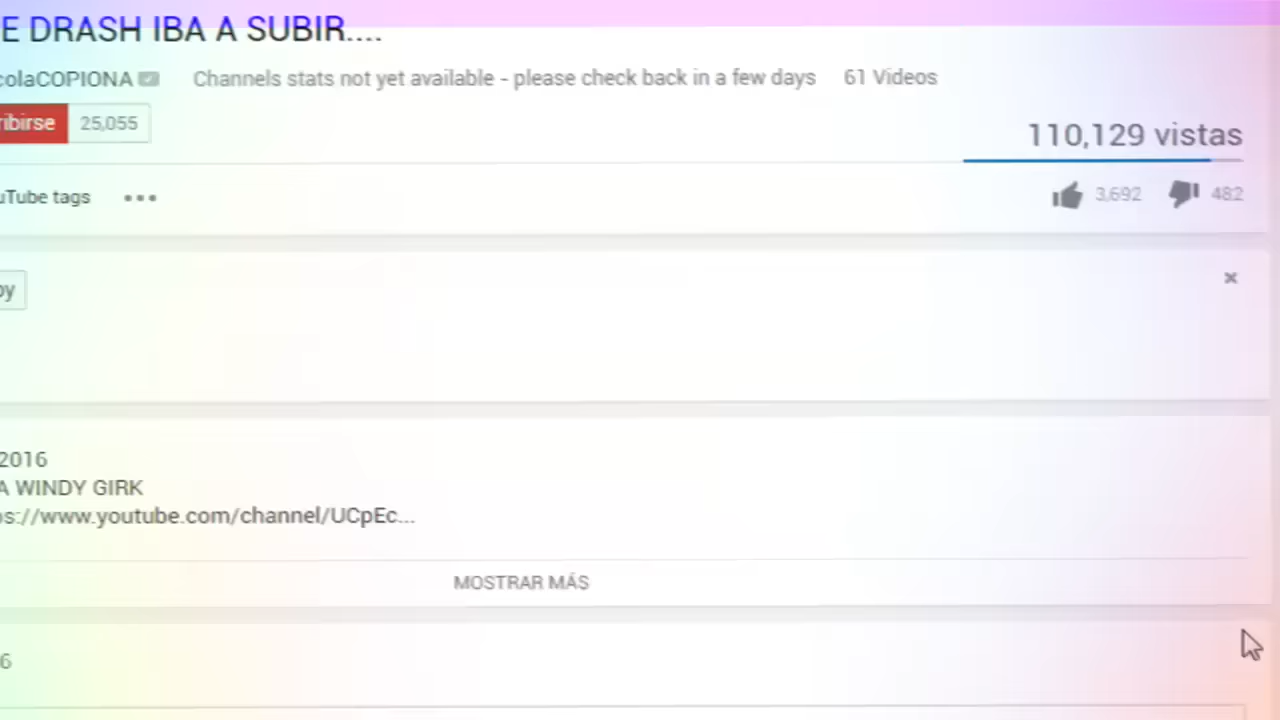 E DRASH IBA A SUBIR....
colaCOPIONA Channels stats not yet available - please check back in a few days 61 Videos
ribirse 25,055
110,129 vistas
uTube tags •••
3,692 482
by
2016
A WINDY GIRK
os://www.youtube.com/channel/UCpEc...
MOSTRAR MÁS
6